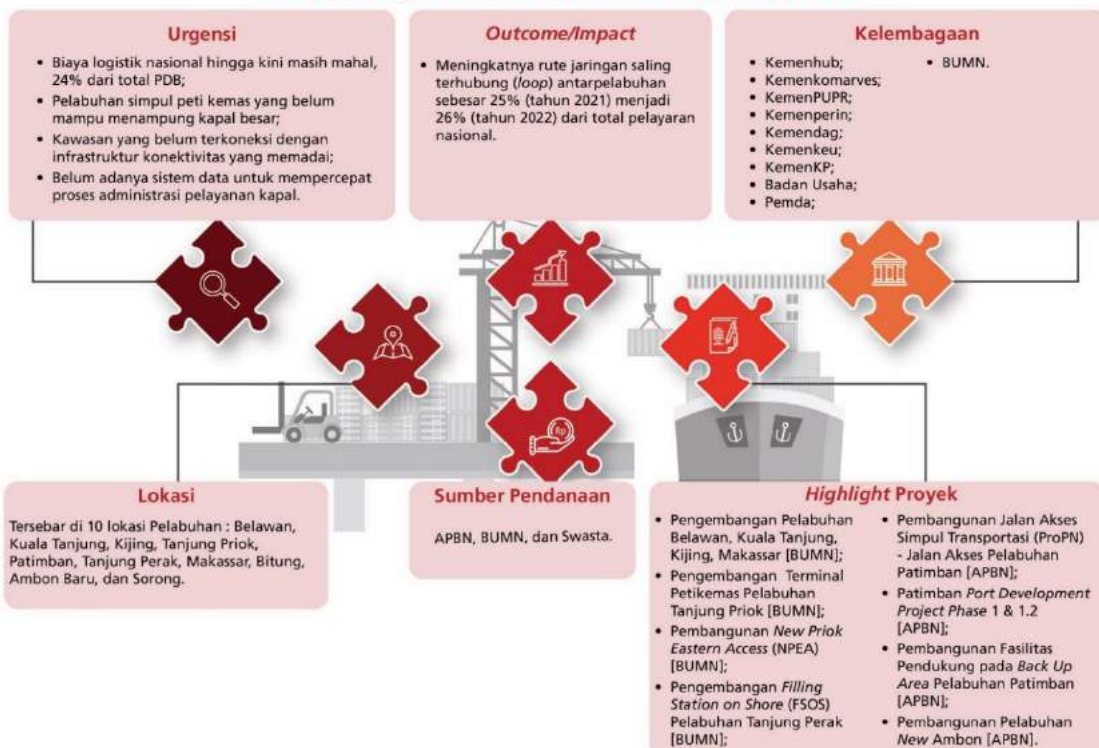 Urgensi
• Biaya logistik nasional hingga kini masih mahal,
24% dari total PDB;
• Pelabuhan simpul peti kemas yang belum
mampu menampung kapal besar;
• Kawasan yang belum terkoneksi dengan
infrastruktur konektivitas yang memadai;
• Belum adanya sistem data untuk mempercepat
proses administrasi pelayanan kapal.
Outcome/Impact
• Meningkatnya rute jaringan saling
terhubung (loop) antarpelabuhan
sebesar 25% (tahun 2021) menjadi
26% (tahun 2022) dari total pelayaran
nasional.
Kelembagaan
• Kemenhub;
• Kemenkomarves;
• KemenPUPR;
• Kemenperin;
• Kemendag;
• Kemenkeu;
• KemenKP;
• Badan Usaha;
• Pemda;
• BUMN.
Rp
Lokasi
Tersebar di 10 lokasi Pelabuhan : Belawan,
Kuala Tanjung, Kijing, Tanjung Priok,
Patimban, Tanjung Perak, Makassar, Bitung,
Ambon Baru, dan Sorong.
Sumber Pendanaan
APBN, BUMN, dan Swasta.
Highlight Proyek
• Pengembangan Pelabuhan
Belawan, Kuala Tanjung,
Kijing, Makassar [BUMN];
• Pengembangan Terminal
Petikemas Pelabuhan
Tanjung Priok [BUMN];
• Pembangunan New Priok
Eastern Access (NPEA)
[BUMN];
• Pengembangan Filling
Station on Shore (FSOS)
Pelabuhan Tanjung Perak
[BUMN];
• Pembangunan Jalan Akses
Simpul Transportasi (ProPN)
- Jalan Akses Pelabuhan
Patimban [APBN];
• Patimban Port Development
Project Phase 1 & 1.2
[APBN];
• Pembangunan Fasilitas
Pendukung pada Back Up
Area Pelabuhan Patimban
[APBN];
• Pembangunan Pelabuhan
New Ambon [APBN].